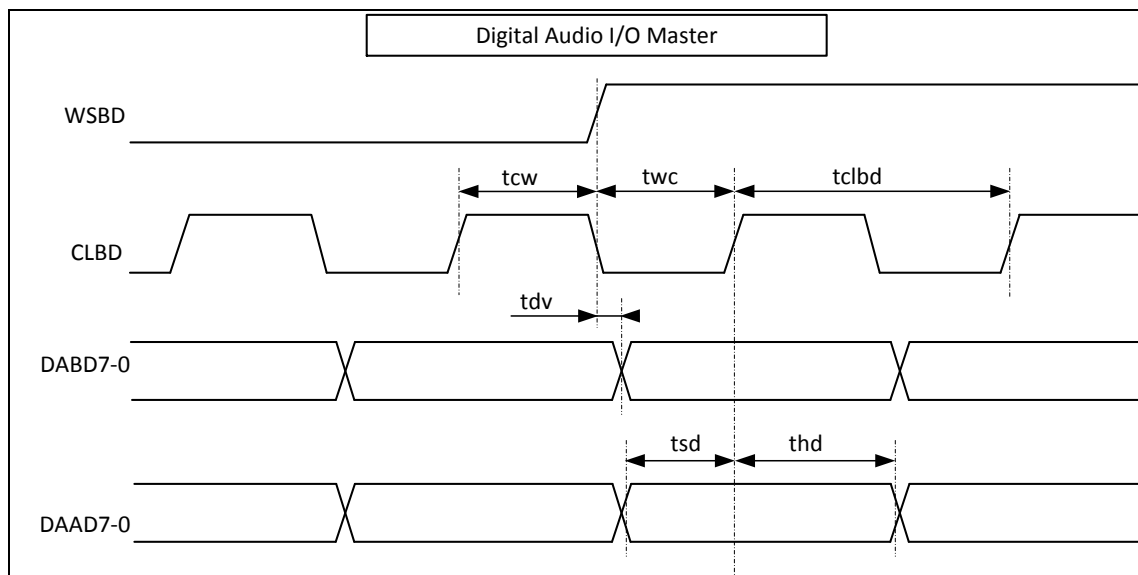 Digital Audio I/O Master
WSBD
tcw twc tclbd
CLBD
tdv
DABD7-0
tsd thd
DAAD7-0